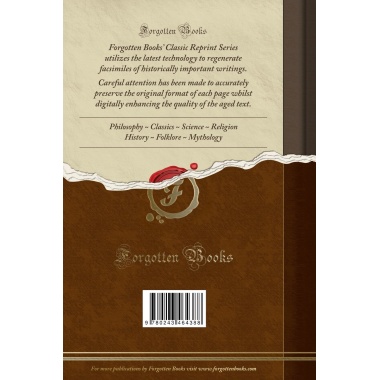 Forgotten Books
Forgotten Books' Classic Reprint Series
utilizes the latest technology to regenerate
facsimiles of historically important writings.
Careful attention has been made to accurately
preserve the original format of each page whilst
digitally enhancing the quality of the aged text.
Philosophy ~ Classics ~ Science ~ Religion
History ~ Folklore ~ Mythology
F
Forgotten Books
9 780243 464388
For more publications by Forgotten Books visit www.forgottenbooks.com